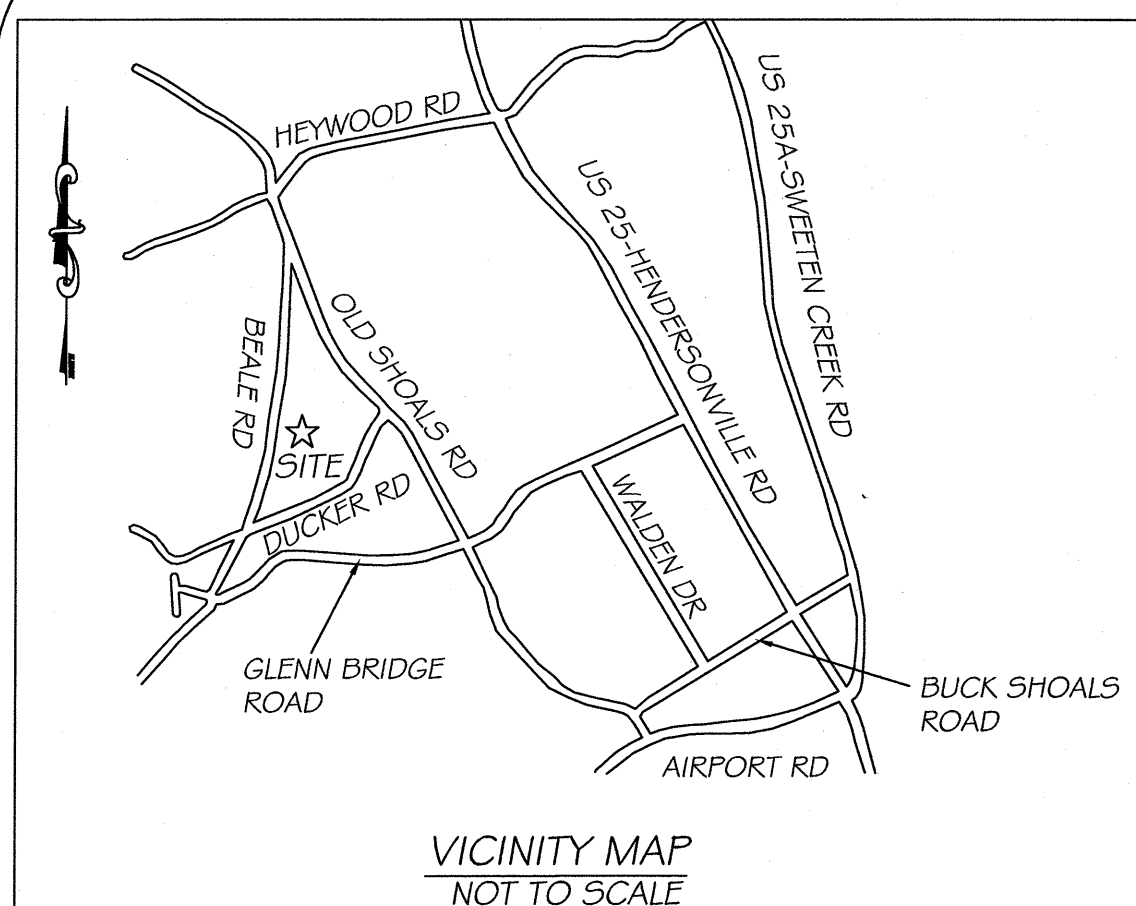 HEYWOOD RD
US 25A-SWEETEN CREEK RD
US 25-HENDERSONVILLE RD
OLD SHOALS RD
BEALE RD
SITE
DUCKER RD
WALDEN DR
GLENN BRIDGE
ROAD
BUCK SHOALS
ROAD
AIRPORT RD
VICINITY MAP
NOT TO SCALE